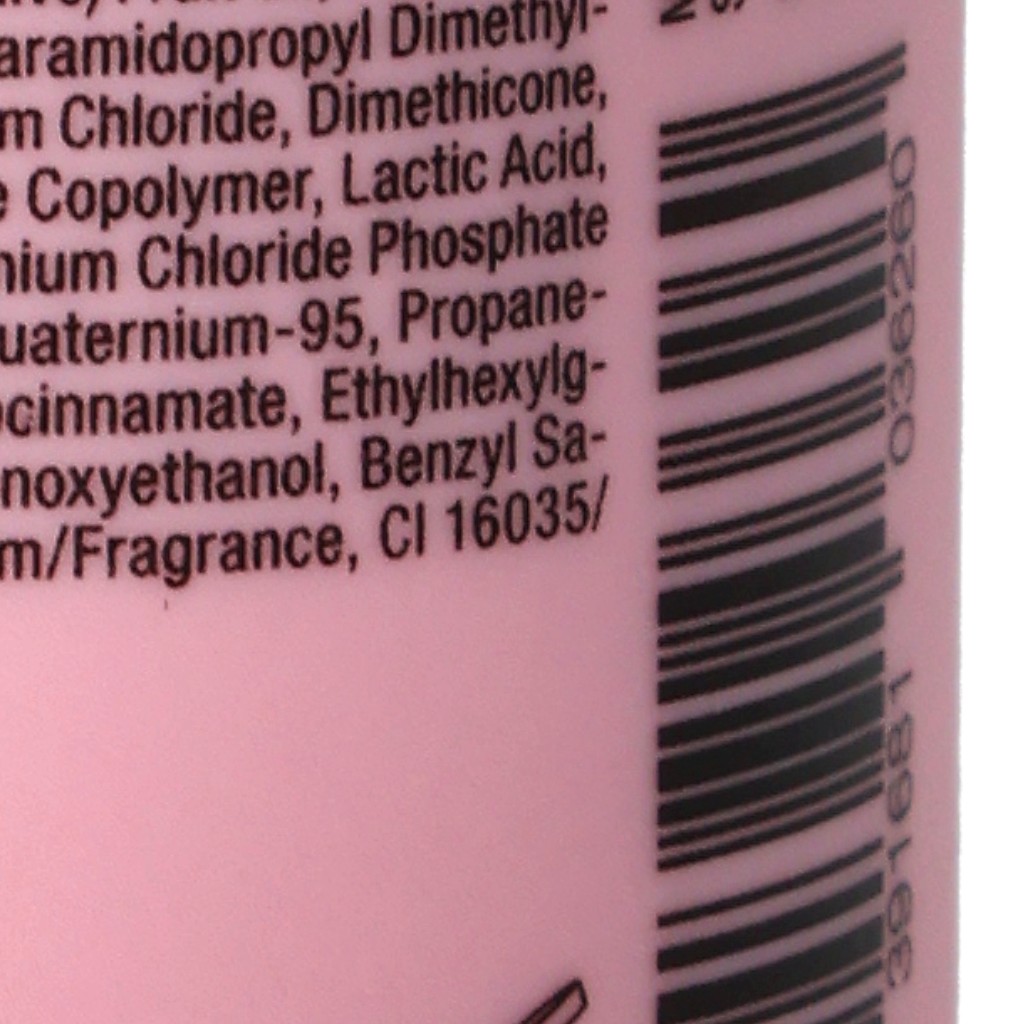 aramidopropyl Dimethyl-
m Chloride, Dimethicone,
e Copolymer, Lactic Acid,
nium Chloride Phosphate
uaternium-95, Propane-
ocinnamate, Ethylhexylg-
noxyethanol, Benzyl Sa-
m/Fragrance, CI 16035/
391681 036260